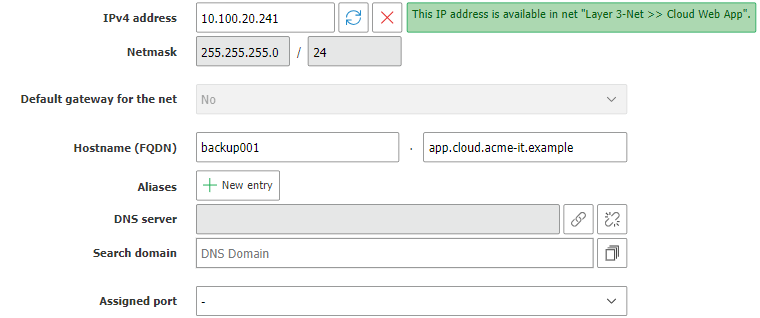 IPv4 address 10.100.20.241 This IP address is available in net "Layer 3-Net >> Cloud Web App".
Netmask 255.255.255.0 / 24
Default gateway for the net No
Hostname (FQDN) backup001 . app.cloud.acme-it.example
Aliases New entry
DNS server
Search domain DNS Domain
Assigned port -